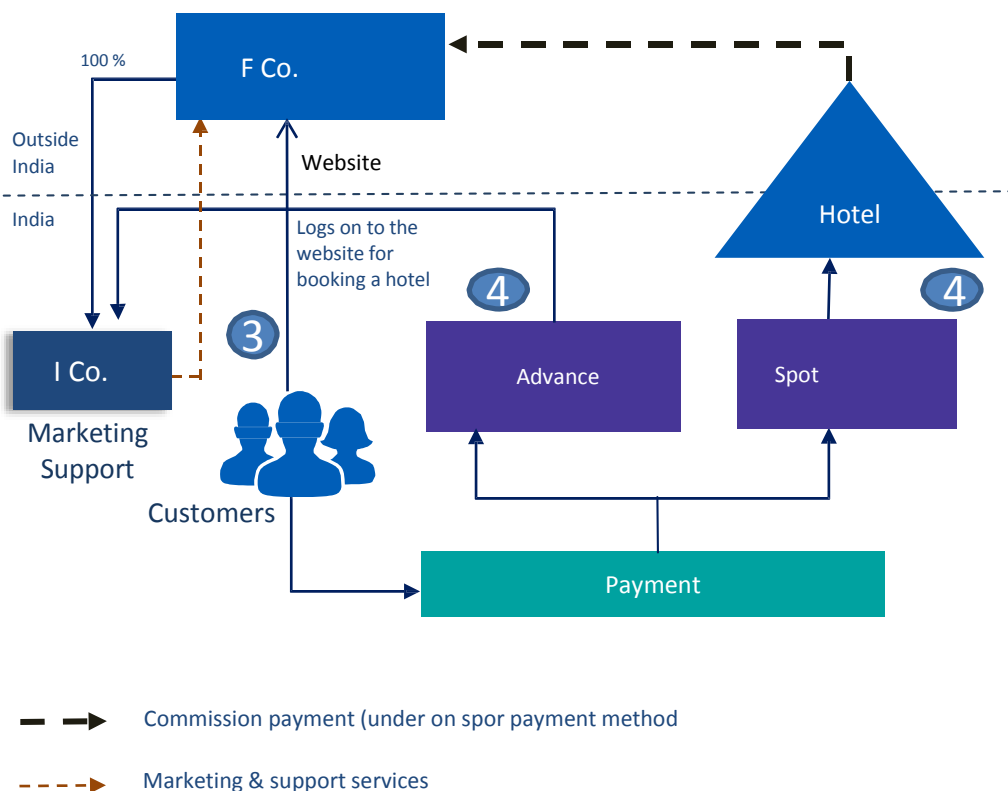 F Co.
100 %
Outside
India
Website
India
Hotel
Logs on to the
website for
booking a hotel
4
4
3
I Co.
Advance
Spot
Marketing
Support
Customers
Payment
Commission payment (under on spor payment method
Marketing & support services